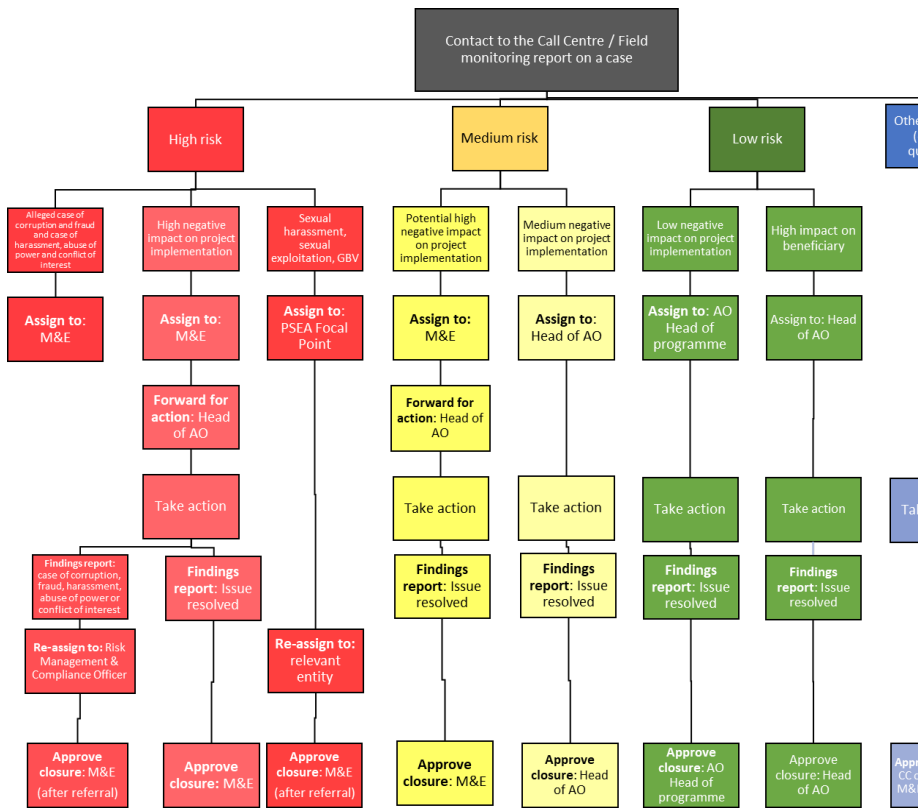 Contact to the Call Centre / Field
monitoring report on a case
High risk
Medium risk
Low risk
Alleged case of
corruption and fraud
and case of
harassment, abuse of
power and conflict of
interest
High negative
impact on project
implementation
Sexual
harassment,
sexual
exploitation, GBV
Potential high
negative impact
on project
implementation
Medium negative
impact on project
implementation
Low negative
impact on project
implementation
High impact on
beneficiary
Assign to:
M&E
Assign to:
M&E
Assign to:
PSEA Focal
Point
Assign to:
M&E
Assign to:
Head of AO
Assign to: AO
Head of
programme
Assign to: Head
of AO
Forward for
action: Head
of AO
Forward for
action: Head of
AO
Take action
Take action
Take action
Take action
Take action
Findings report:
case of corruption,
fraud, harassment,
abuse of power or
conflict of interest
Findings
report: Issue
resolved
Findings
report: Issue
resolved
Findings
report: Issue
resolved
Findings
report: Issue
resolved
Findings
report: Issue
resolved
Re-assign to: Risk
Management &
Compliance Officer
Re-assign to:
relevant
entity
Approve
closure: M&E
(after referral)
Approve
closure: M&E
Approve
closure: M&E
(after referral)
Approve
closure: M&E
Approve
closure: Head of
AO
Approve
closure: AO
Head of
programme
Approve
closure: Head of
AO